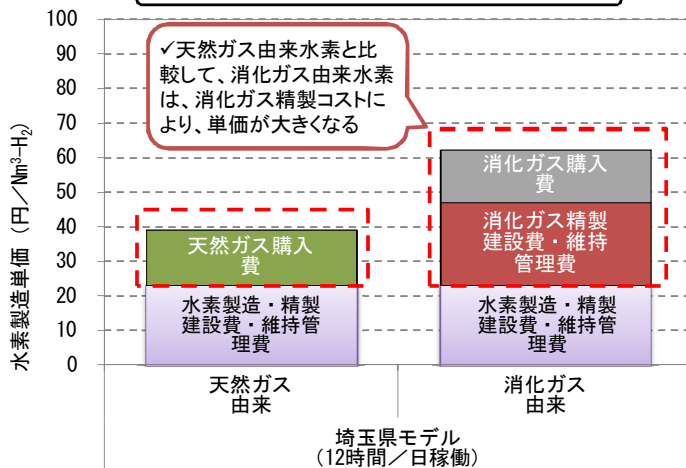 ✓天然ガス由来水素と比
較して、消化ガス由来水素
は、消化ガス精製コストに
より、単価が大きくなる
水素製造単価（円／Nm³-H₂）
100
90
80
70
60
50
40
30
20
10
0
天然ガス購入
費
水素製造・精製
建設費・維持管
理費
消化ガス購入
費
消化ガス精製
建設費・維持
管理費
水素製造・精製
建設費・維持管
理費
天然ガス
由来
消化ガス
由来
埼玉県モデル
（12時間／日稼働）